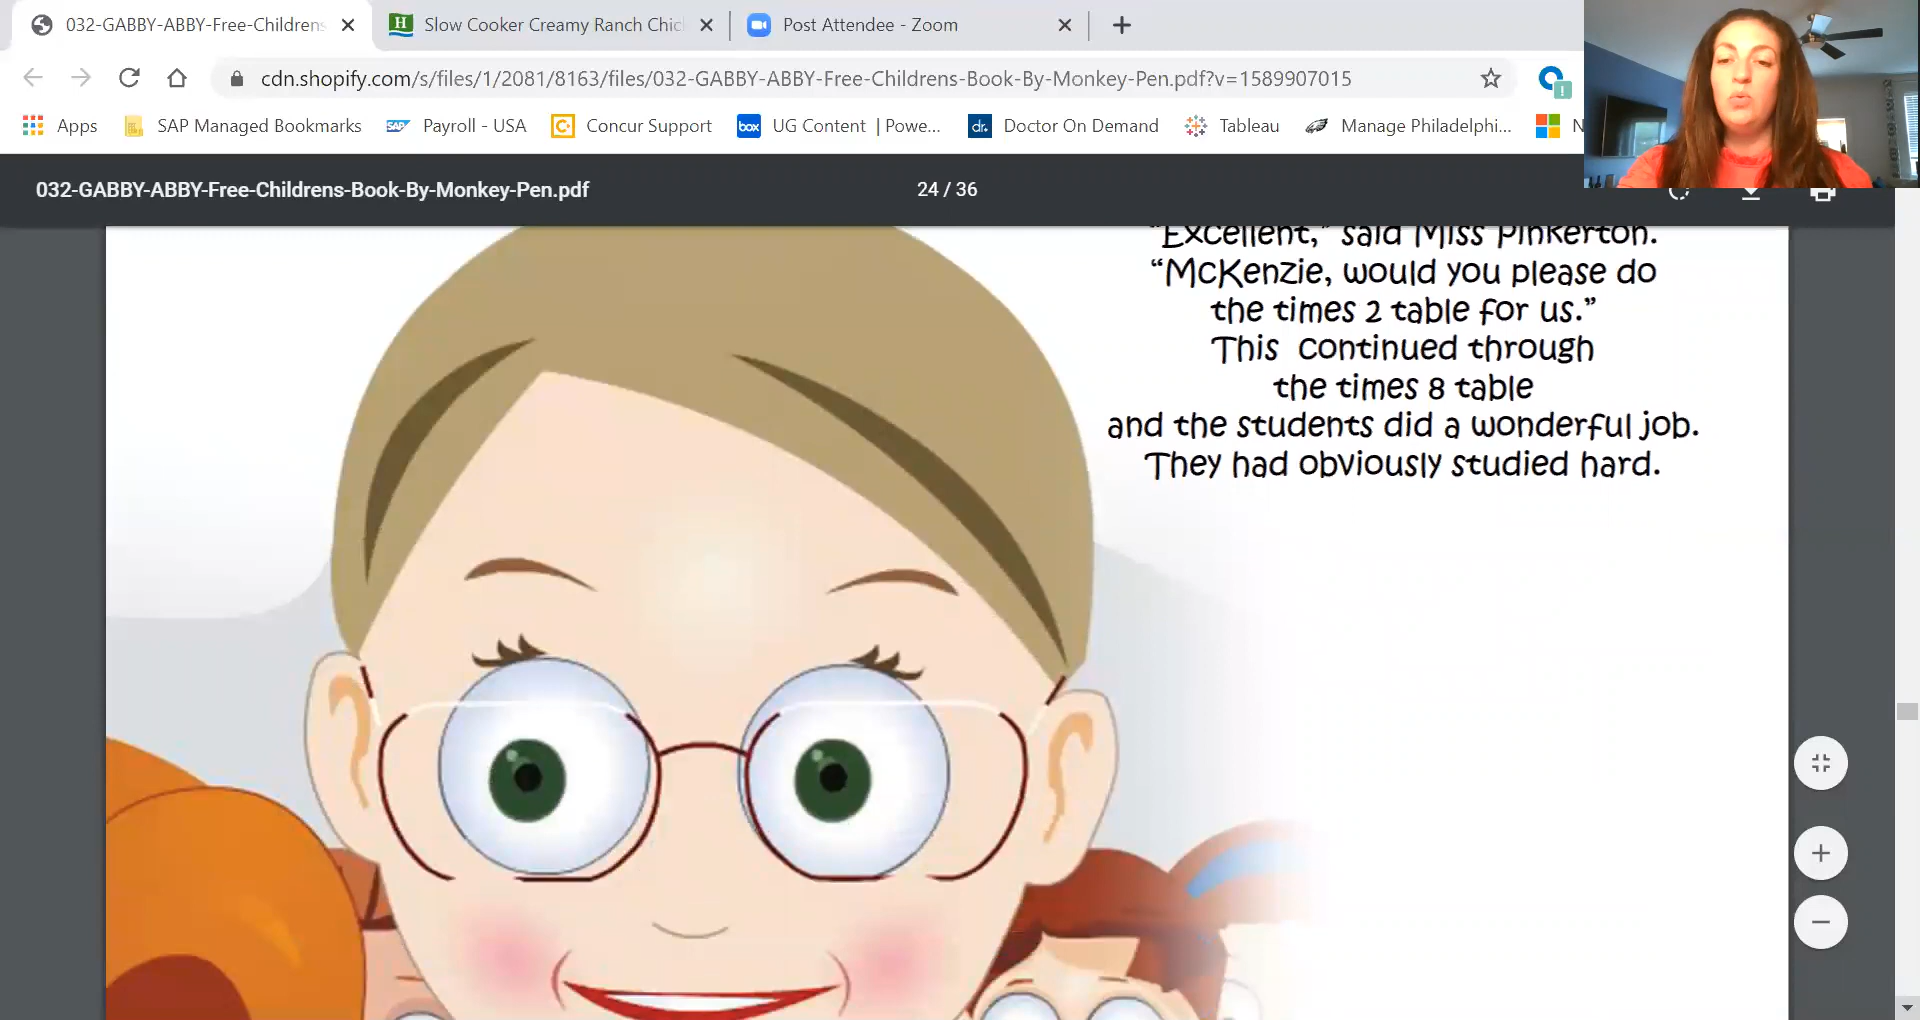 032-GABBY-ABBY-Free-Childrens
Slow Cooker Creamy Ranch Chic
Post Attendee - Zoom
cdn.shopify.com/s/files/1/2081/8163/files/032-GABBY-ABBY-Free-Childrens-Book-By-Monkey-Pen.pdf?v=1589907015
Apps SAP Managed Bookmarks SAP Payroll - USA C Concur Support box UG Content | Powe... dr. Doctor On Demand Tableau Manage Philadelphi... N
032-GABBY-ABBY-Free-Childrens-Book-By-Monkey-Pen.pdf 24 / 36
“Excellent,” said Miss Pinkerton.
“McKenzie, would you please do
the times 2 table for us.”
This continued through
the times 8 table
and the students did a wonderful job.
They had obviously studied hard.